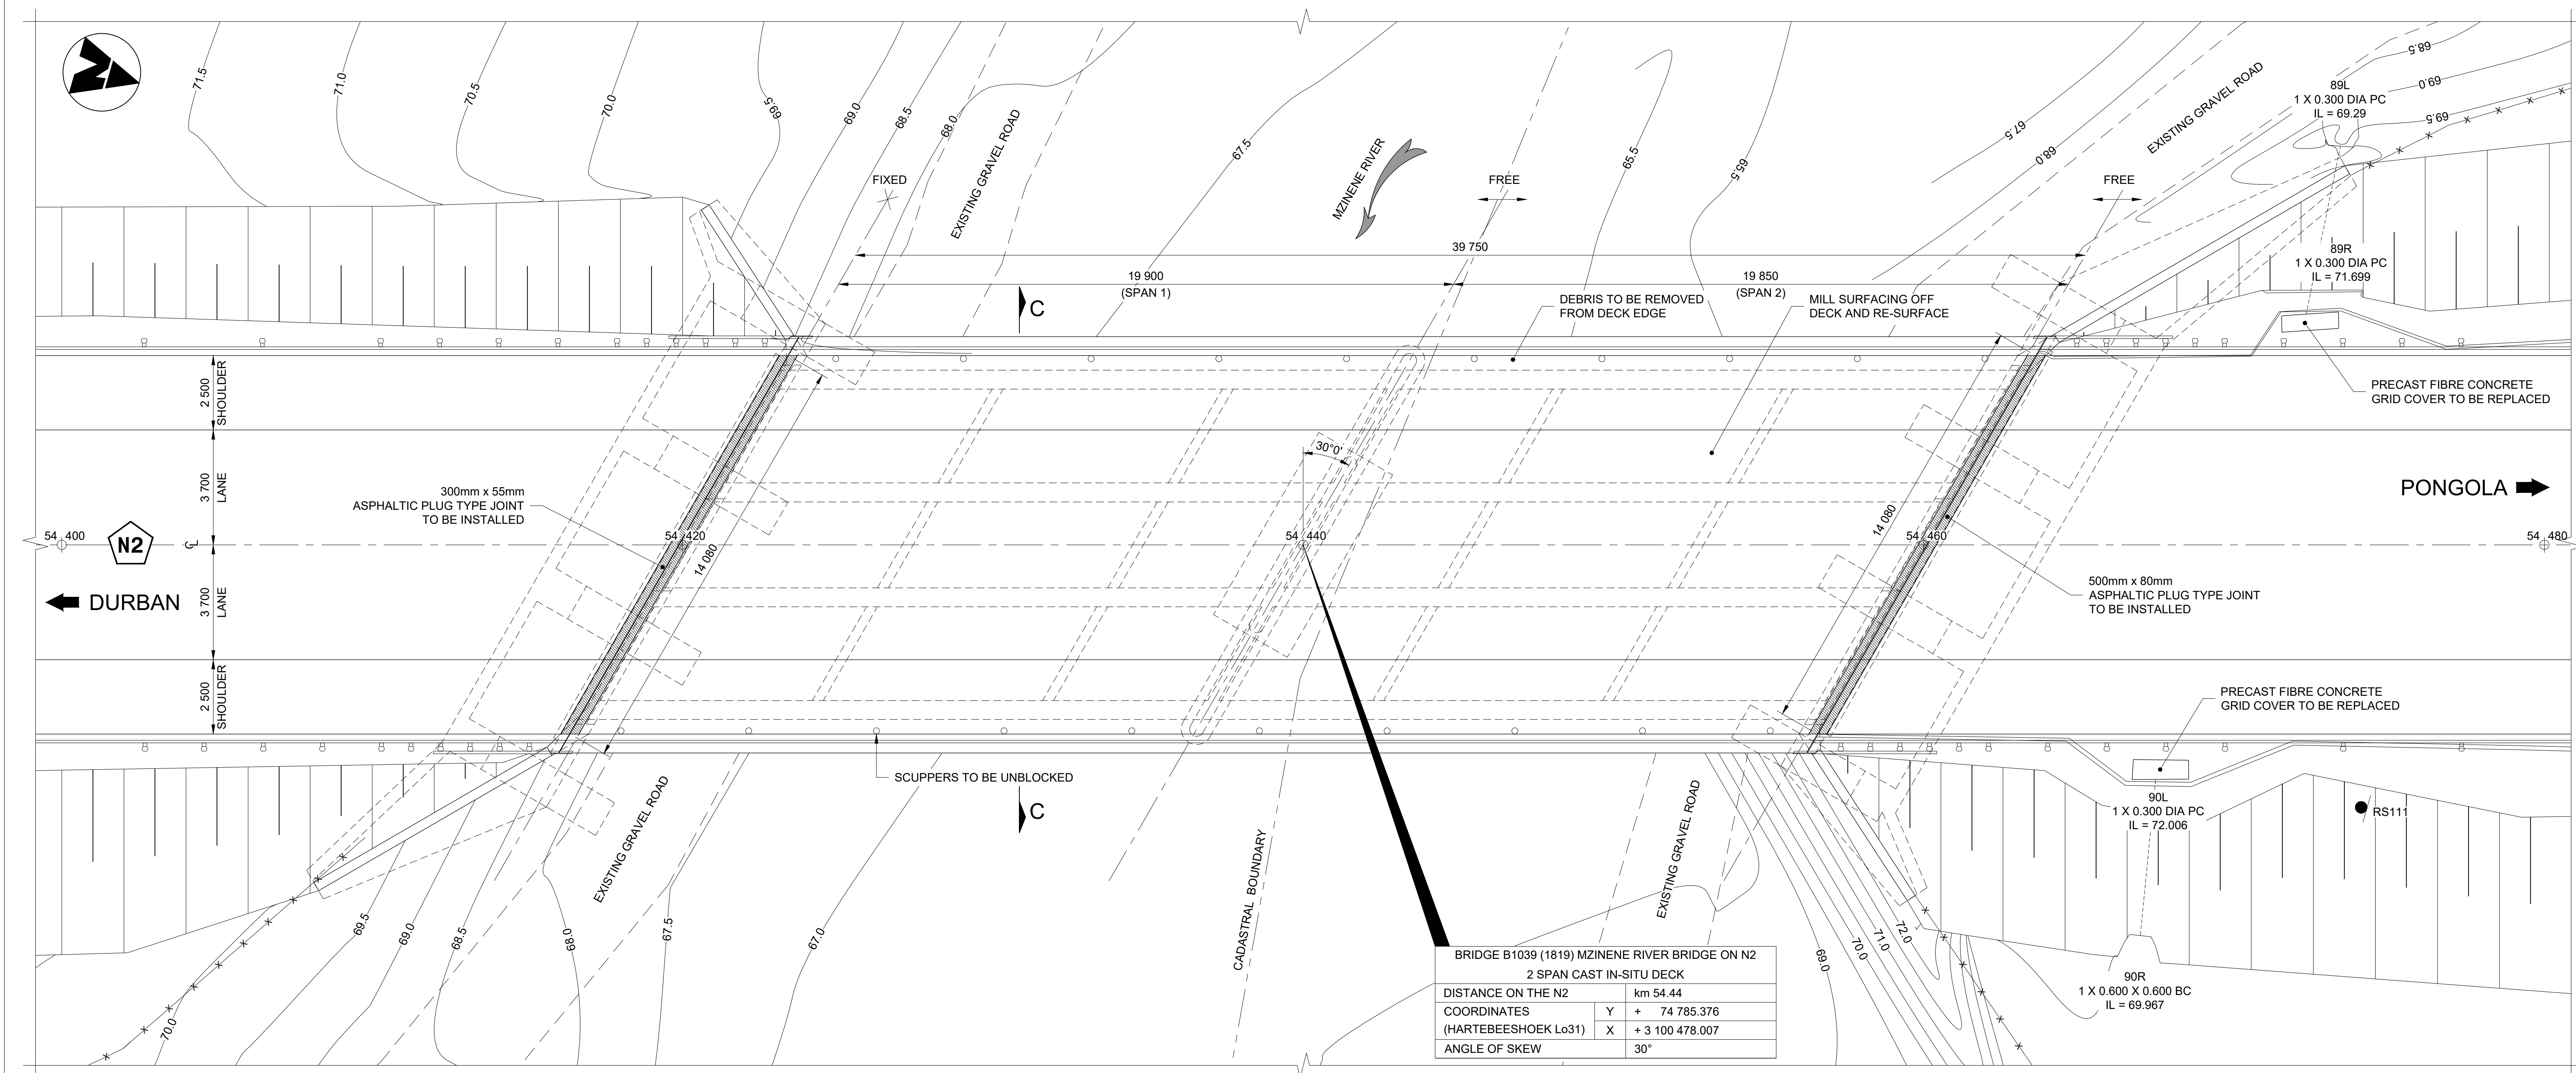 71.5
71.0
70.5
70.0
69.5
69.0
68.5
68.0
EXISTING GRAVEL ROAD
FIXED
67.5
MZINENE RIVER
FREE
65.5
65.5
67.5
68.0
FREE
EXISTING GRAVEL ROAD
68.5
69.0
69.5
89L
1 X 0.300 DIA PC
IL = 69.29
89R
1 X 0.300 DIA PC
IL = 71.699
39 750
19 900
(SPAN 1)
19 850
(SPAN 2)
C
DEBRIS TO BE REMOVED
FROM DECK EDGE
MILL SURFACING OFF
DECK AND RE-SURFACE
PRECAST FIBRE CONCRETE
GRID COVER TO BE REPLACED
2 500
SHOULDER
3 700
LANE
3 700
LANE
2 500
SHOULDER
300mm x 55mm
ASPHALTIC PLUG TYPE JOINT
TO BE INSTALLED
30°0'
14 080
14 080
PONGOLA
54 400
N2
CL
54 420
54 440
54 460
54 480
DURBAN
500mm x 80mm
ASPHALTIC PLUG TYPE JOINT
TO BE INSTALLED
PRECAST FIBRE CONCRETE
GRID COVER TO BE REPLACED
SCUPPERS TO BE UNBLOCKED
C
EXISTING GRAVEL ROAD
EXISTING GRAVEL ROAD
CADASTRAL BOUNDARY
90L
1 X 0.300 DIA PC
IL = 72.006
RS111
90R
1 X 0.600 X 0.600 BC
IL = 69.967
70.0
69.5
69.0
68.5
68.0
67.5
67.0
69.0
70.0
71.0
72.0
BRIDGE B1039 (1819) MZINENE RIVER BRIDGE ON N2
2 SPAN CAST IN-SITU DECK
DISTANCE ON THE N2 km 54.44
COORDINATES Y + 74 785.376
(HARTEBEESHOEK Lo31) X + 3 100 478.007
ANGLE OF SKEW 30°